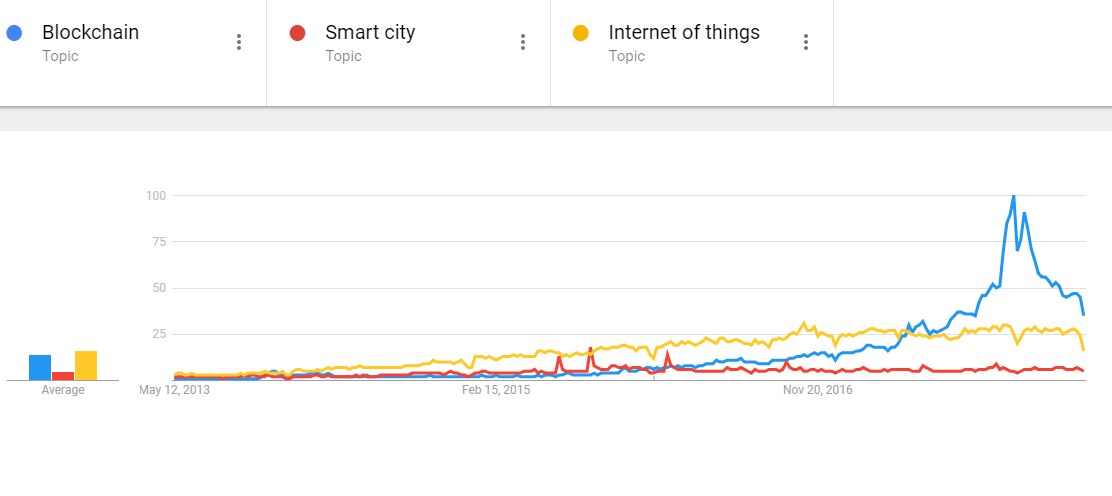 Blockchain
Topic
Smart city
Topic
Internet of things
Topic
100
75
50
25
Average
May 12, 2013
Feb 15, 2015
Nov 20, 2016